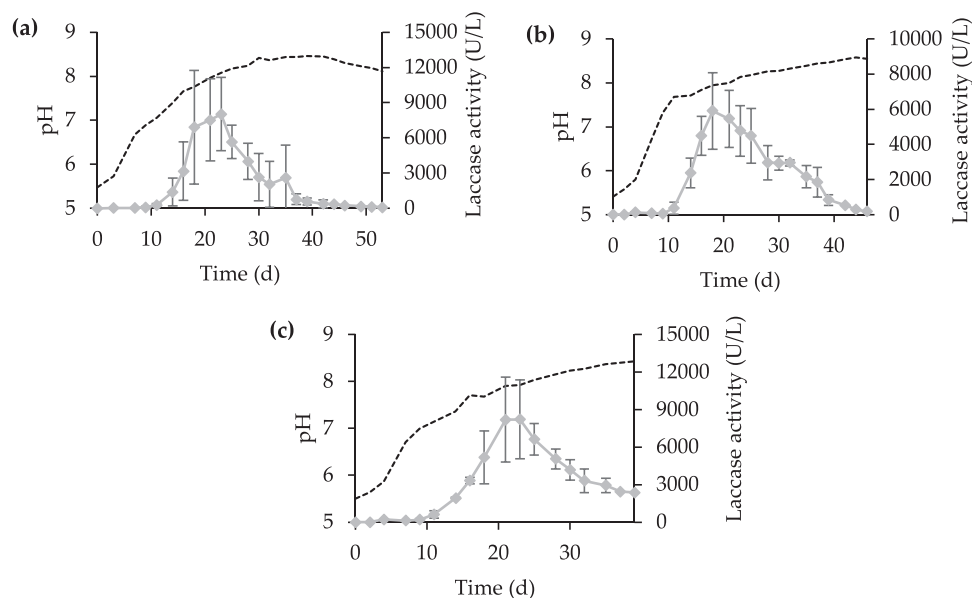 (a)
9
8
7
6
5
pH
15000
12000
9000
6000
3000
0
Laccase activity (U/L)
0 10 20 30 40 50
Time (d)
(b)
9
8
7
6
5
pH
10000
8000
6000
4000
2000
0
Laccase activity (U/L)
0 10 20 30 40
Time (d)
(c)
9
8
7
6
5
pH
15000
12000
9000
6000
3000
0
Laccase activity (U/L)
0 10 20 30
Time (d)